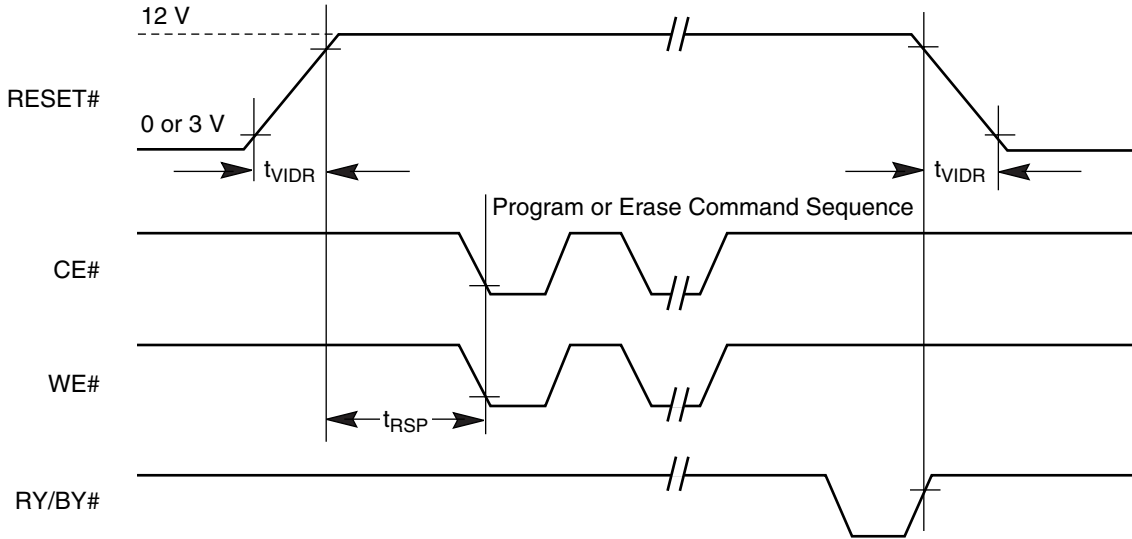 12 V
RESET#
0 or 3 V
tVIDR
tVIDR
Program or Erase Command Sequence
CE#
WE#
tRSP
RY/BY#